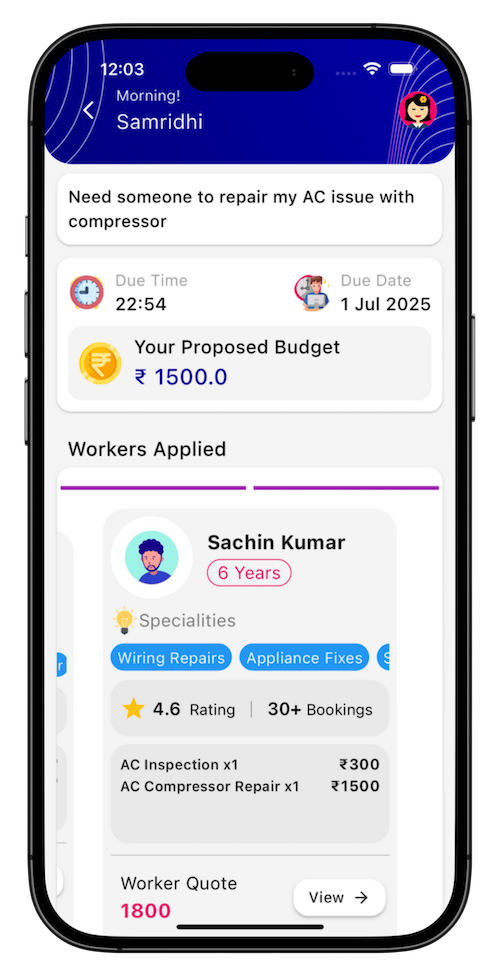 12:03
Morning!
Samridhi
Need someone to repair my AC issue with
compressor
Due Time
22:54
Due Date
1 Jul 2025
Your Proposed Budget
₹ 1500.0
Workers Applied
Sachin Kumar
6 Years
Specialities
r
Wiring Repairs
Appliance Fixes
4.6 Rating | 30+ Bookings
AC Inspection x1 ₹300
AC Compressor Repair x1 ₹1500
Worker Quote
1800
View →